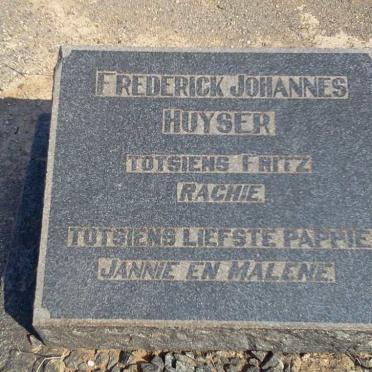 FREDERICK JOHANNES
HUYSER
TOTSIENS FRITZ
RACHIE.
TOTSIENS LIEFSTE PAPPIE
JANNIE EN MALENE.